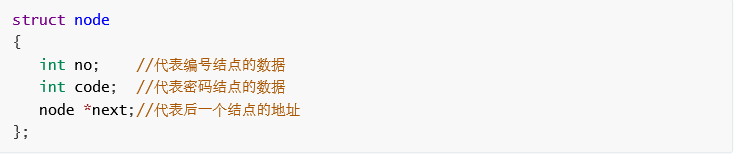 struct node
{
int no; //代表编号结点的数据
int code; //代表密码结点的数据
node *next;//代表后一个结点的地址
};